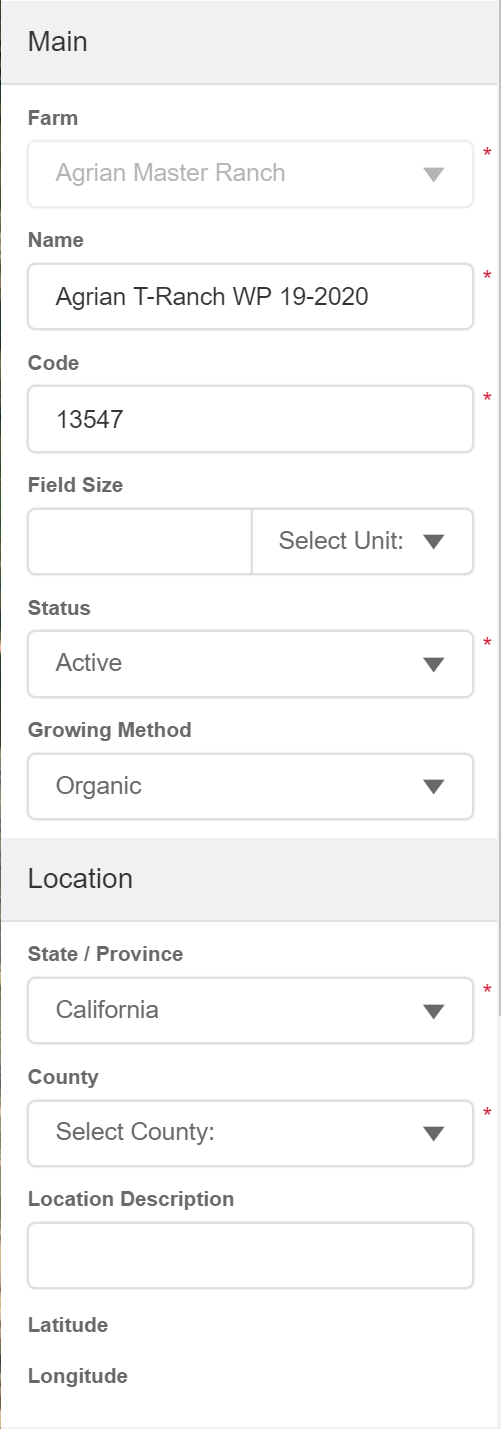 Main
Farm
Agrian Master Ranch
*
Name
Agrian T-Ranch WP 19-2020
*
Code
13547
*
Field Size
Select Unit:
Status
Active
*
Growing Method
Organic
Location
State / Province
California
*
County
Select County:
*
Location Description
Latitude
Longitude